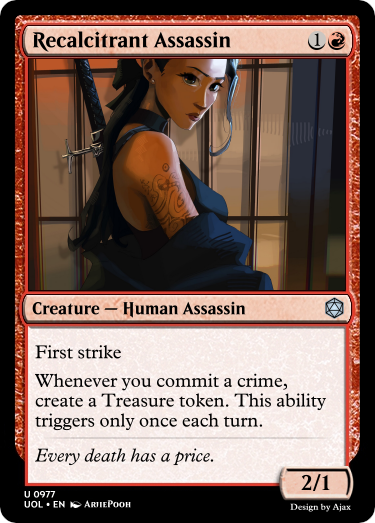 Recalcitrant Assassin 1
Creature — Human Assassin
First strike
Whenever you commit a crime,
create a Treasure token. This ability
triggers only once each turn.
Every death has a price.
2/1
U 0977
UOL • EN ArtiePooh
Design by Ajax